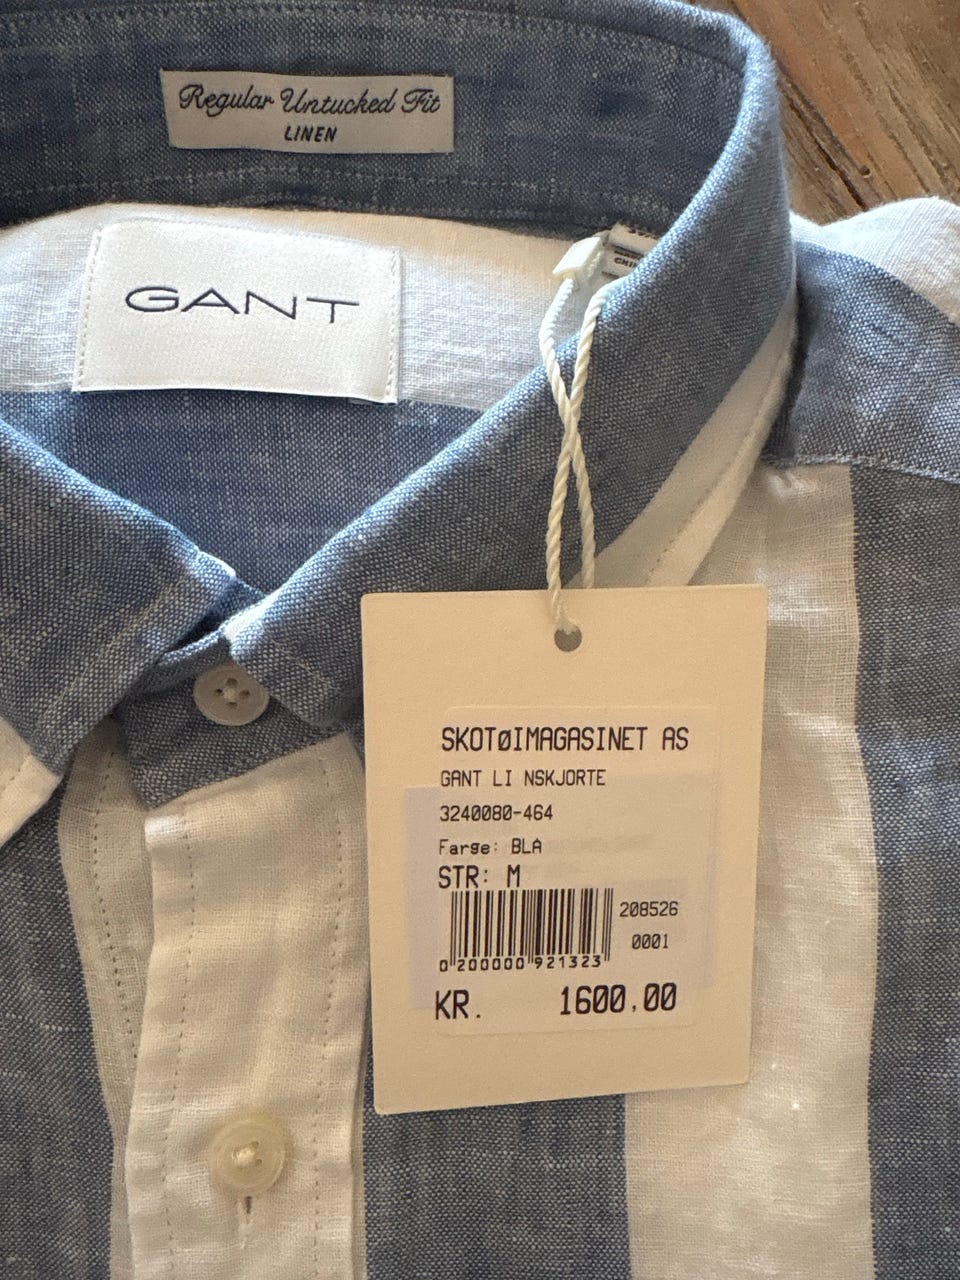 Regular Untucked Fit
LINEN
GANT
SKOTØIMAGASINET AS
GANT LI NSKJORTE
3240080-464
Farge: BLÅ
STR: M
208526
0001
0 200000 921323
KR. 1600.00